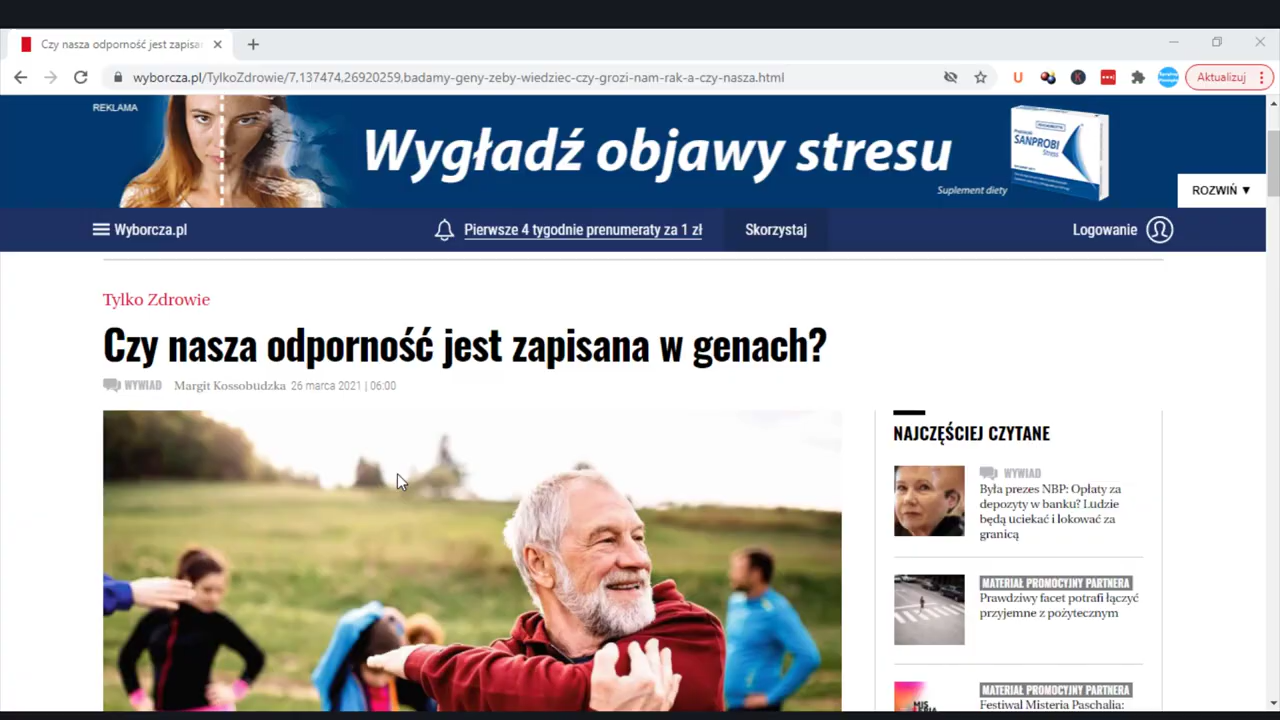 Czy nasza odporność jest zapisa
wyborcza.pl/TylkoZdrowie/7,137474,26920259,badamy-geny-zeby-wiedziec-czy-grozi-nam-rak-a-czy-nasza.html
Aktualizuj
REKLAMA
Wygładź objawy stresu
SANPROBI
Stress
Suplement diety
ROZWIŃ ▼
Wyborcza.pl
Pierwsze 4 tygodnie prenumeraty za 1 zł
Skorzystaj
Logowanie
Tylko Zdrowie
Czy nasza odporność jest zapisana w genach?
WYWIAD Margit Kossobudzka 26 marca 2021 | 06:00
NAJCZĘŚCIEJ CZYTANE
WYWIAD
Była prezes NBP: Opłaty za
depozyty w banku? Ludzie
będą uciekać i lokować za
granicą
MATERIAŁ PROMOCYJNY PARTNERA
Prawdziwy facet potrafi łączyć
przyjemne z pożytecznym
MATERIAŁ PROMOCYJNY PARTNERA
Festiwal Misteria Paschalia: